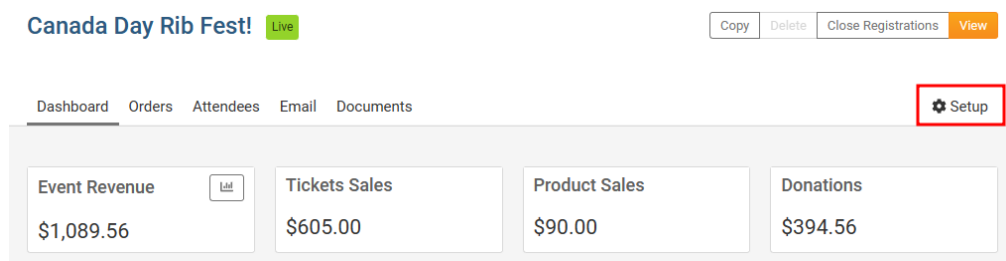 Canada Day Rib Fest! Live Copy Delete Close Registrations View
Dashboard Orders Attendees Email Documents Setup
Event Revenue Tickets Sales Product Sales Donations
$1,089.56 $605.00 $90.00 $394.56